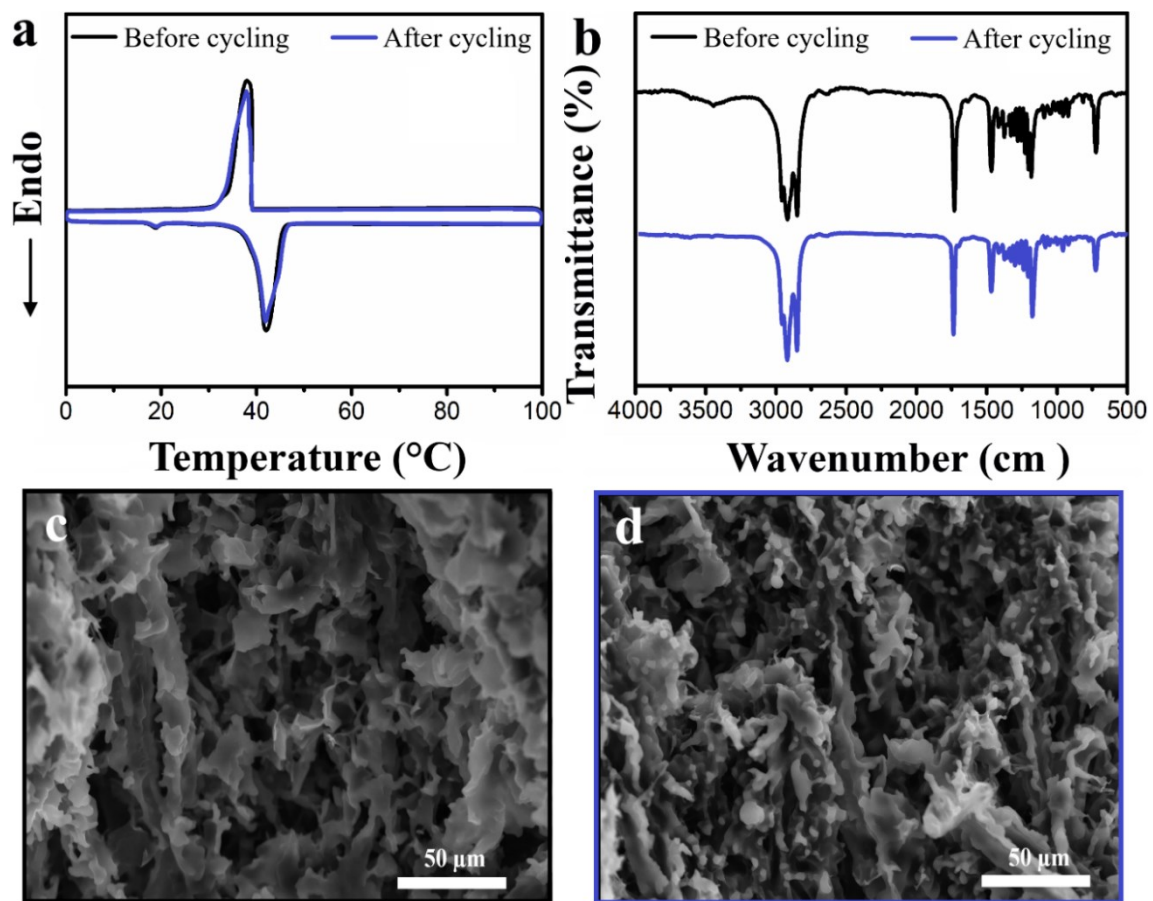 a
Before cycling
After cycling
Endo
0 20 40 60 80 100
Temperature (°C)
b
Before cycling
After cycling
Transmittance (%)
4000 3500 3000 2500 2000 1500 1000 500
Wavenumber (cm )
c
50 µm
d
50 µm